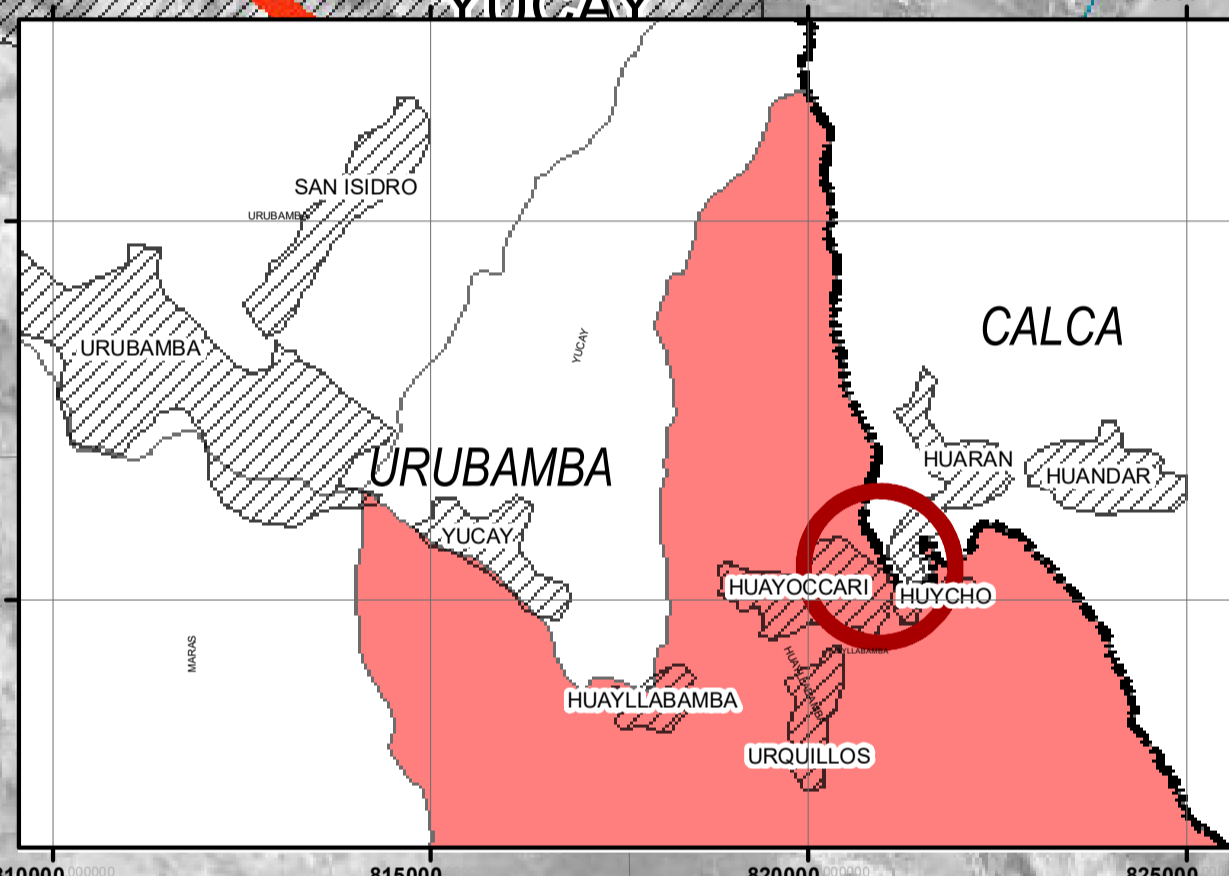 YUCAY
SAN ISIDRO
URUBAMBA
CALCA
URUBAMBA
YUCAY
URUBAMBA
HUARAN
HUANDAR
YUCAY
HUAYOCCARI
HUYCHO
MARAS
HUAYLLABAMBA
HUAYLLABAMBA
URQUILLOS
810000
815000
820000
825000